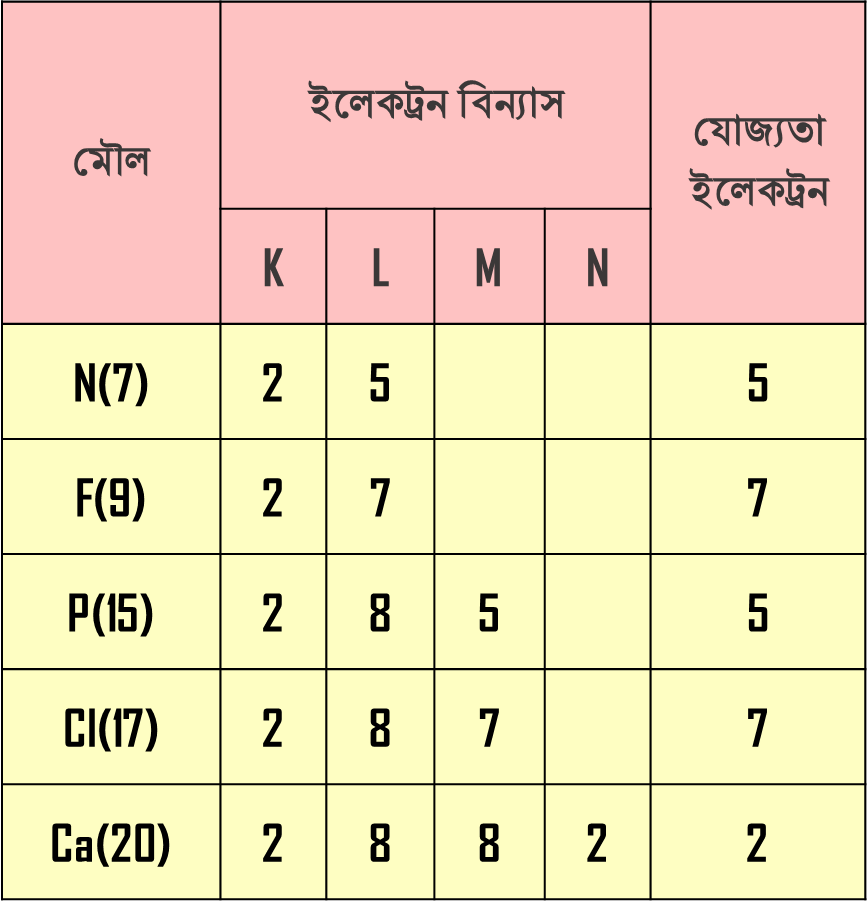 মৌল ইলেকট্রন বিন্যাস যোজ্যতা
ইলেকট্রন
K L M N
N(7) 2 5 5
F(9) 2 7 7
P(15) 2 8 5 5
Cl(17) 2 8 7 7
Ca(20) 2 8 8 2 2